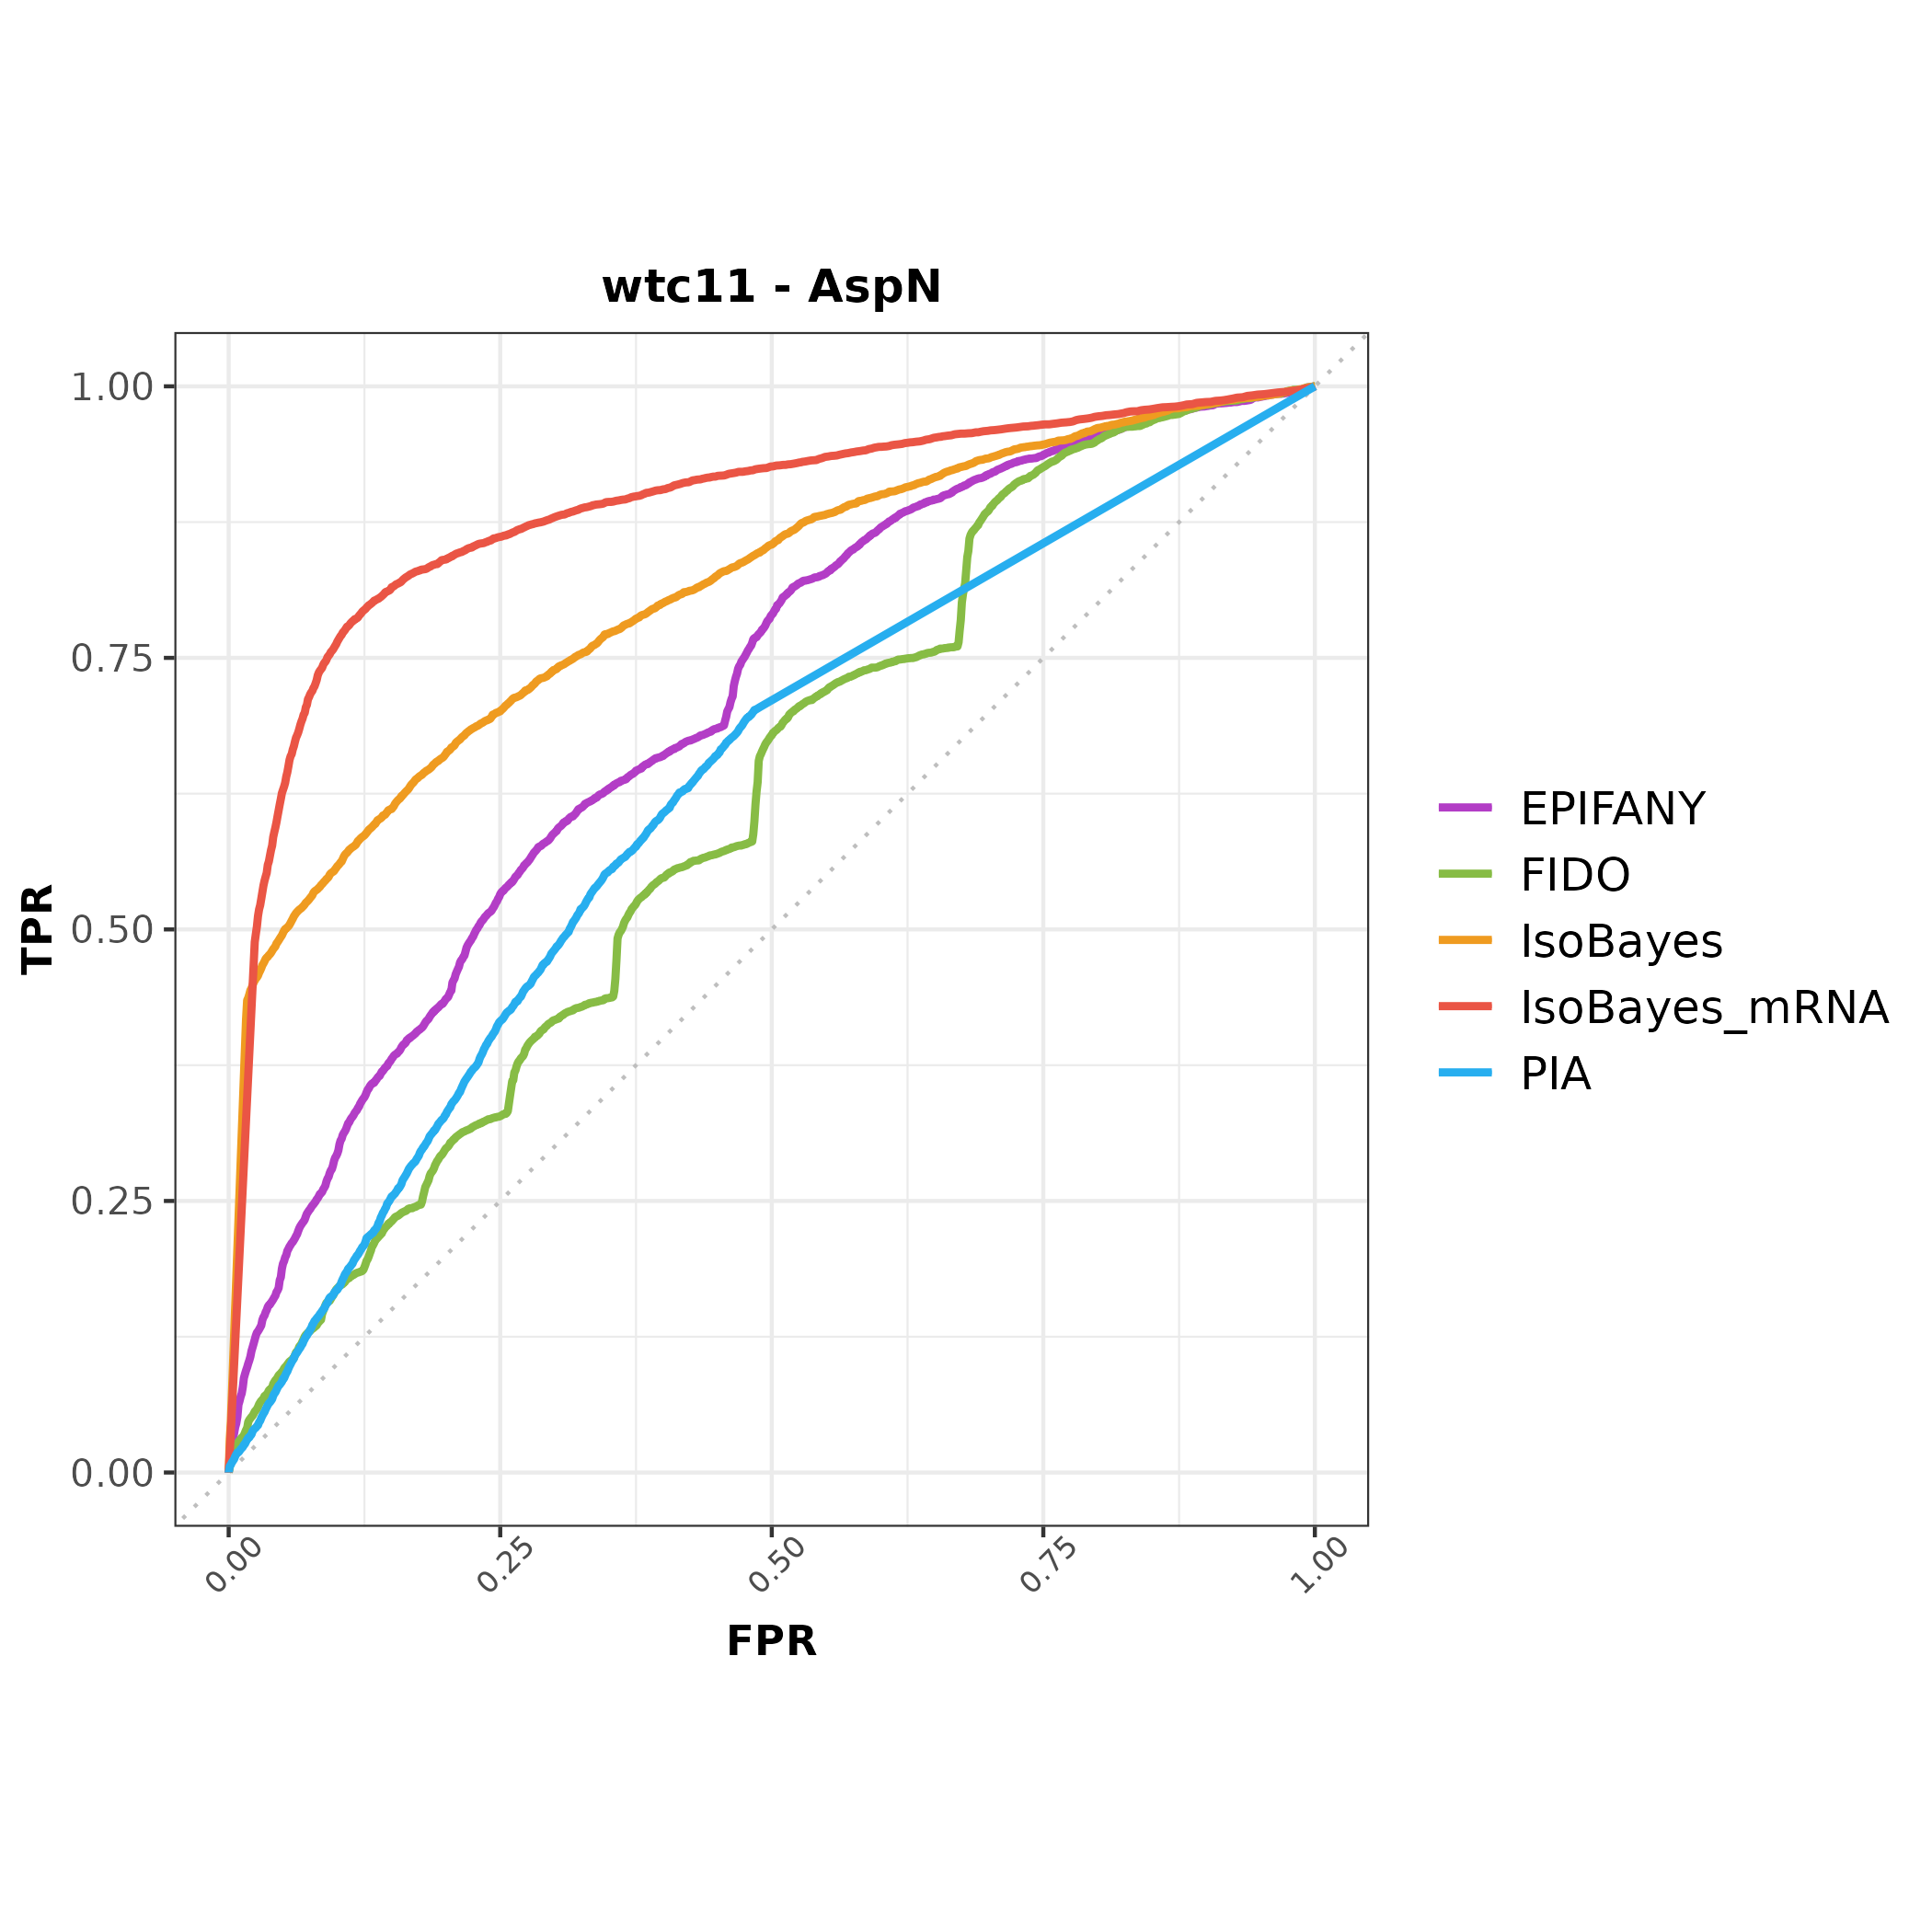 wtc11 - AspN
1.00
0.75
0.50
0.25
0.00
TPR
0.00
0.25
0.50
0.75
1.00
FPR
EPIFANY
FIDO
IsoBayes
IsoBayes_mRNA
PIA